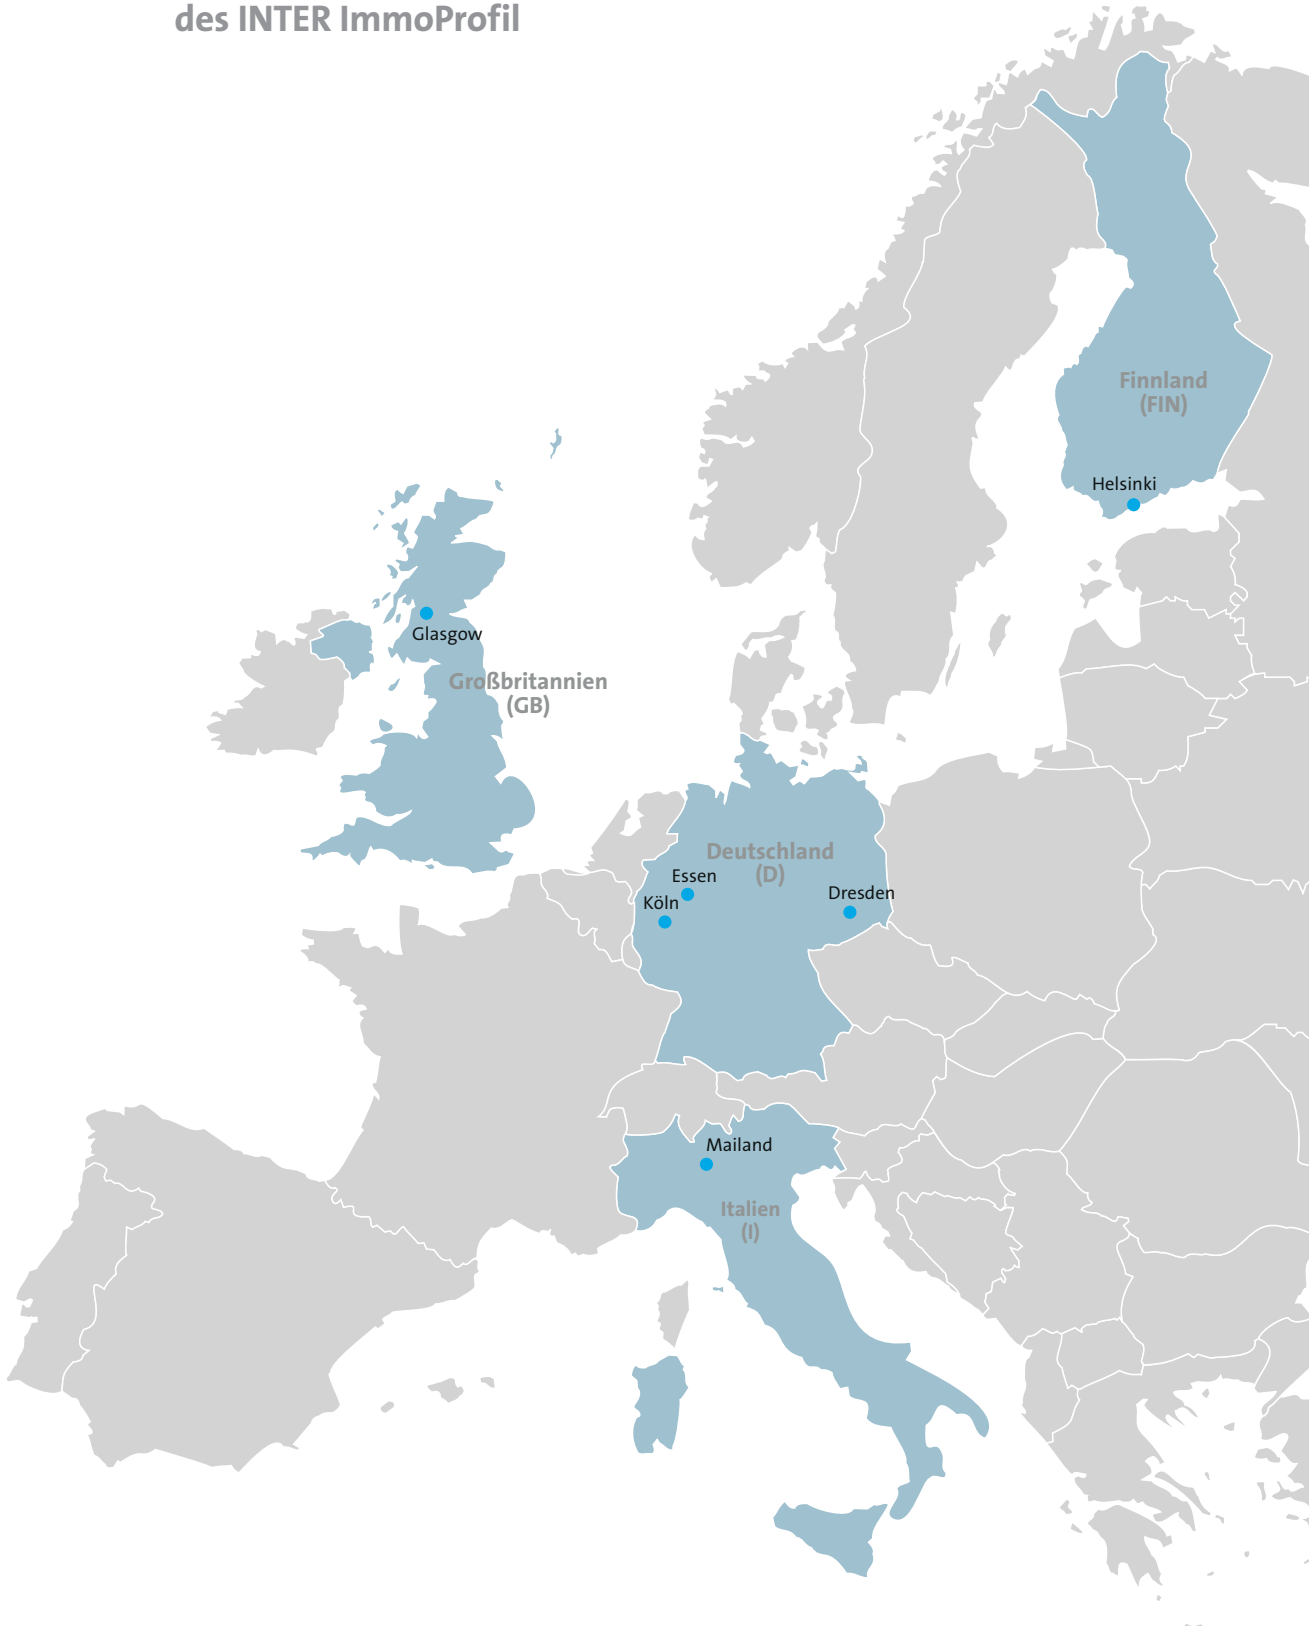 des INTER ImmoProfil
Finnland
(FIN)
Helsinki
Glasgow
Großbritannien
(GB)
Deutschland
(D)
Essen
Köln
Dresden
Mailand
Italien
(I)